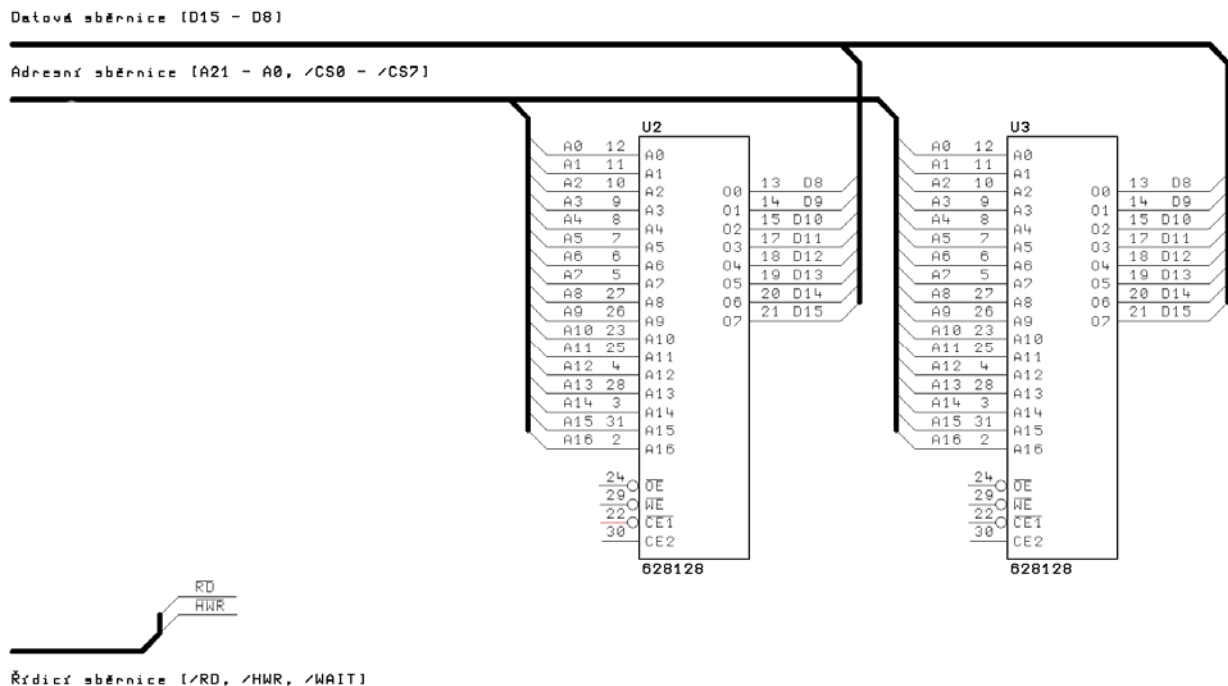 Datová sběrnice [D15 - D8]
Adresní sběrnice [A21 - A0, /CS0 - /CS7]
U2
A0 12 A0
A1 11 A1
A2 10 A2
A3 9 A3
A4 8 A4
A5 7 A5
A6 6 A6
A7 5 A7
A8 27 A8
A9 26 A9
A10 23 A10
A11 25 A11
A12 4 A12
A13 28 A13
A14 3 A14
A15 31 A15
A16 2 A16
24 OE
29 WE
22 CE1
30 CE2
O0 13 D8
O1 14 D9
O2 15 D10
O3 17 D11
O4 18 D12
O5 19 D13
O6 20 D14
O7 21 D15
628128
U3
A0 12 A0
A1 11 A1
A2 10 A2
A3 9 A3
A4 8 A4
A5 7 A5
A6 6 A6
A7 5 A7
A8 27 A8
A9 26 A9
A10 23 A10
A11 25 A11
A12 4 A12
A13 28 A13
A14 3 A14
A15 31 A15
A16 2 A16
24 OE
29 WE
22 CE1
30 CE2
O0 13 D8
O1 14 D9
O2 15 D10
O3 17 D11
O4 18 D12
O5 19 D13
O6 20 D14
O7 21 D15
628128
RD
HWR
Řídicí sběrnice [/RD, /HWR, /WAIT]